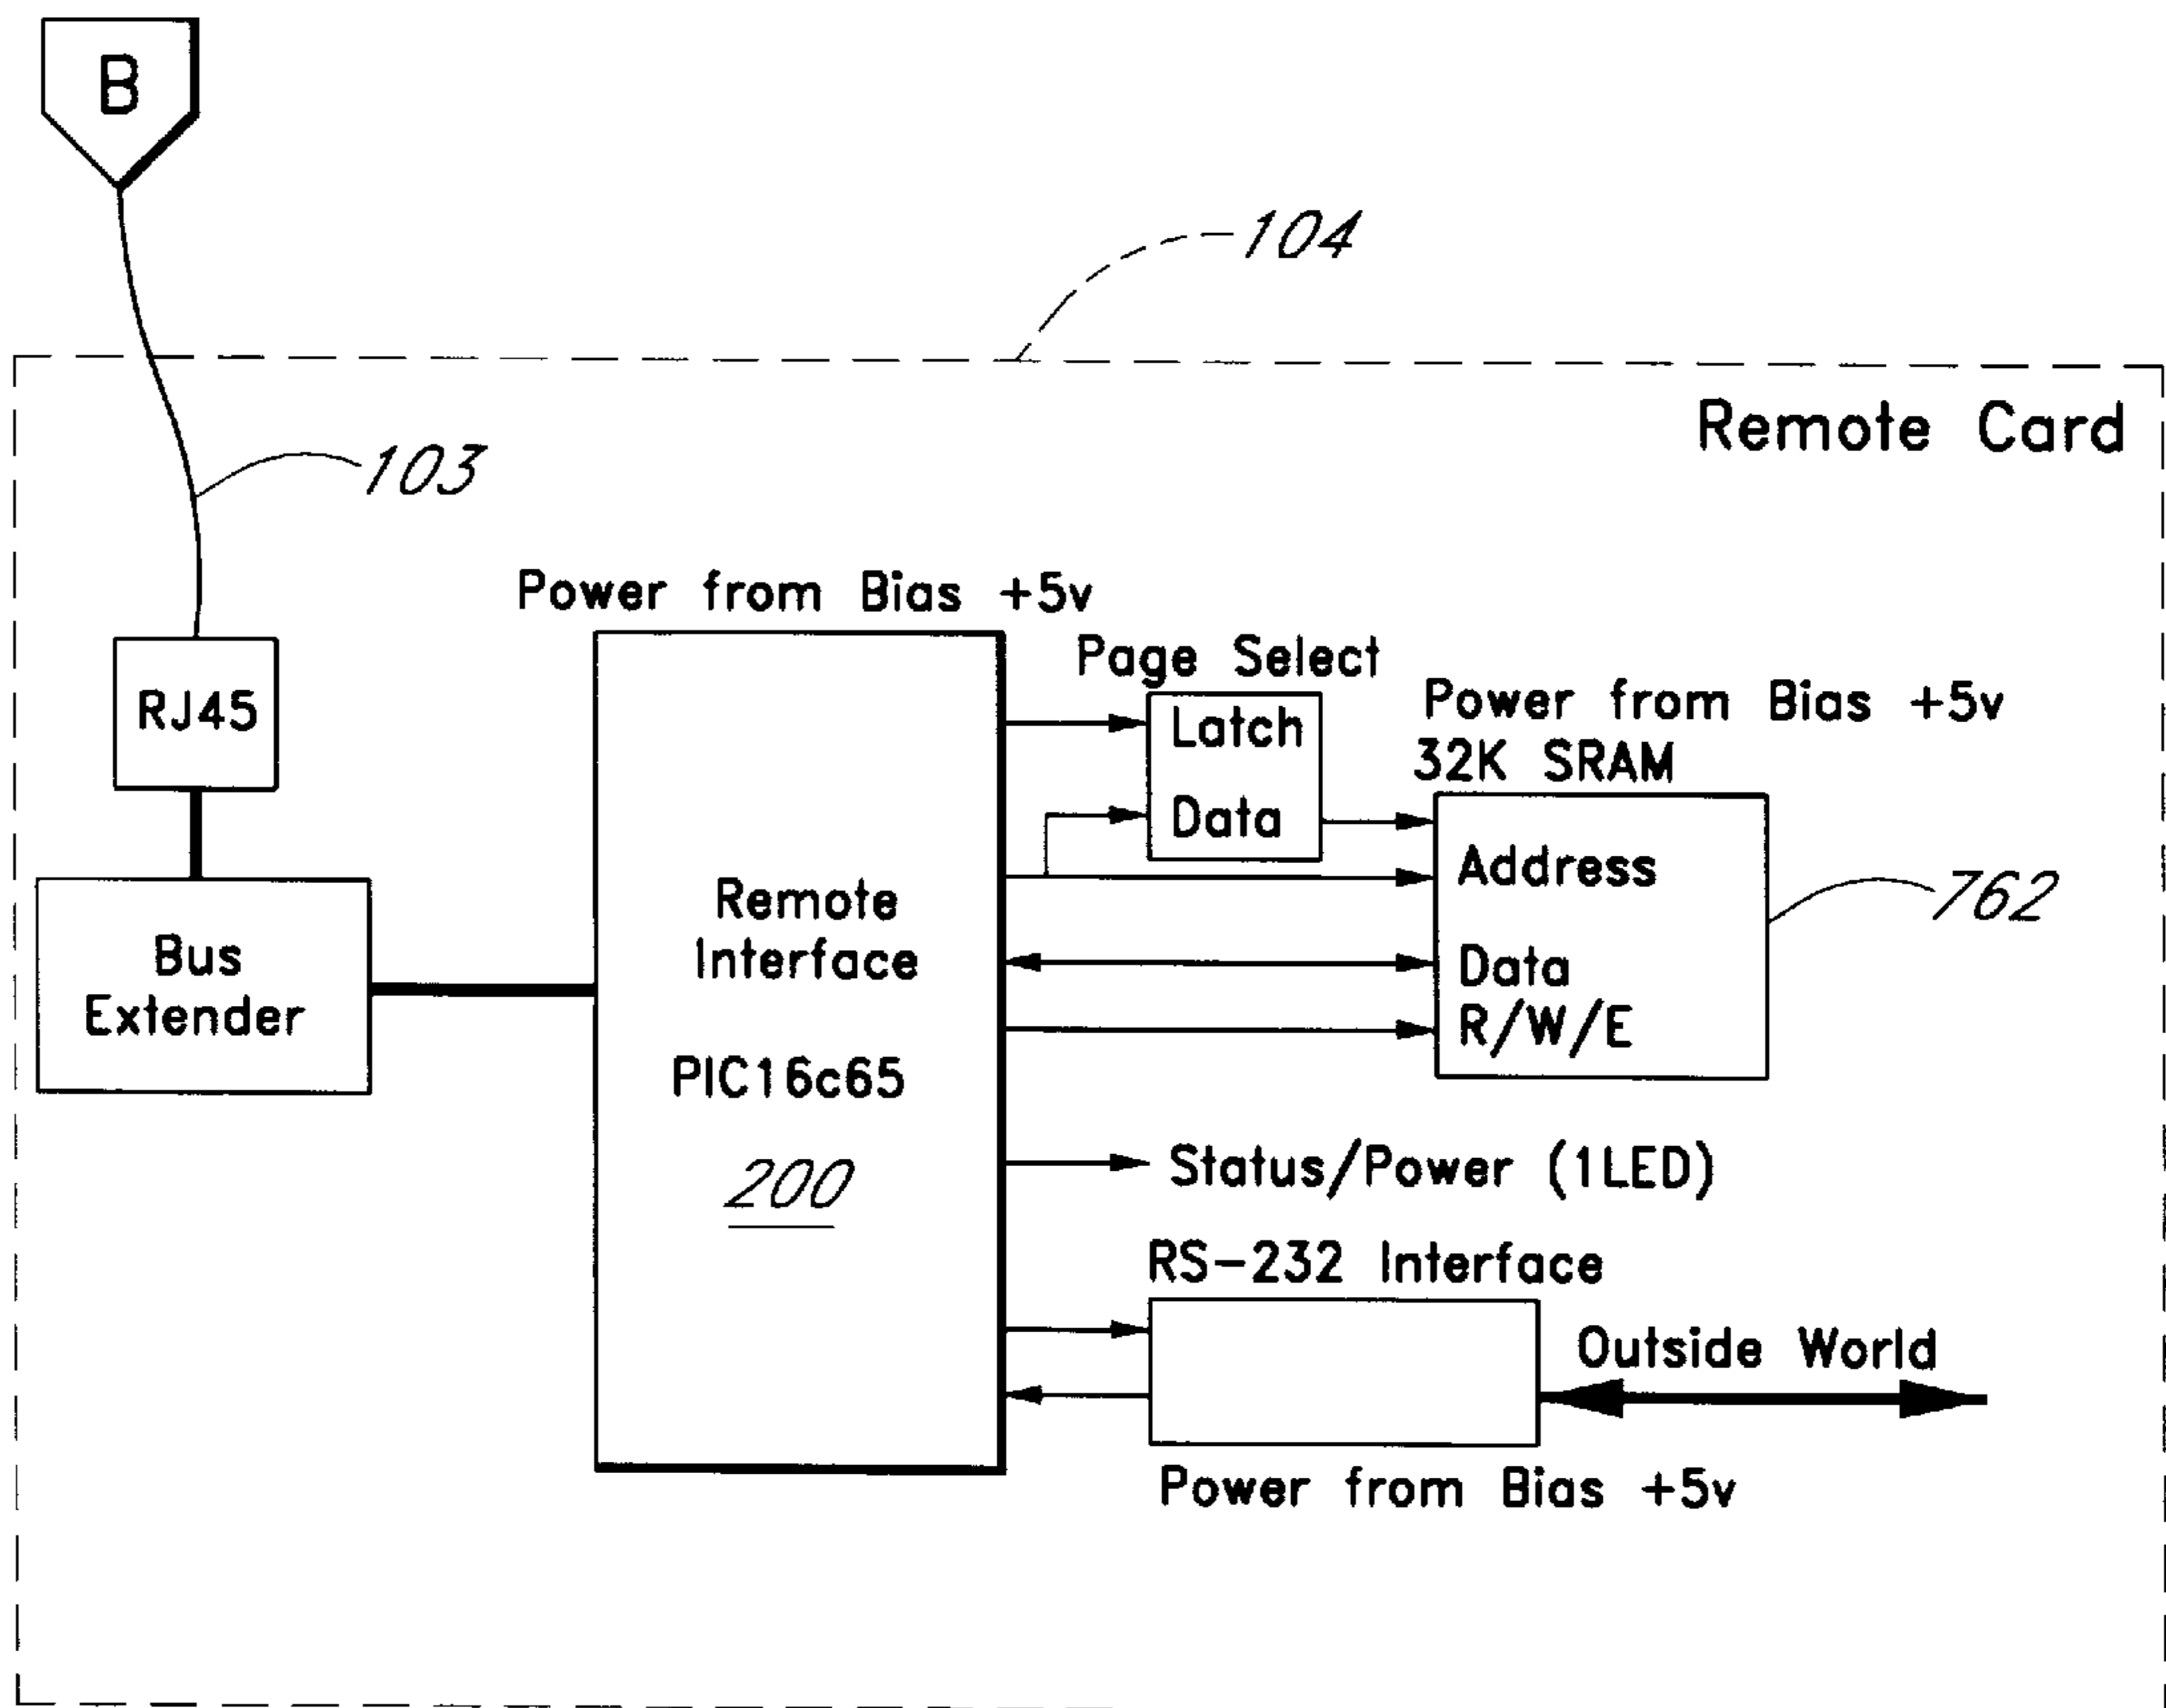 B
104
Remote Card
103
Power from Bias +5v
Page Select
RJ45
Latch
Power from Bias +5v
32K SRAM
Data
Address
762
Remote
Interface
Bus
Extender
Data
R/W/E
PIC16c65
200
Status/Power (1LED)
RS-232 Interface
Outside World
Power from Bias +5v